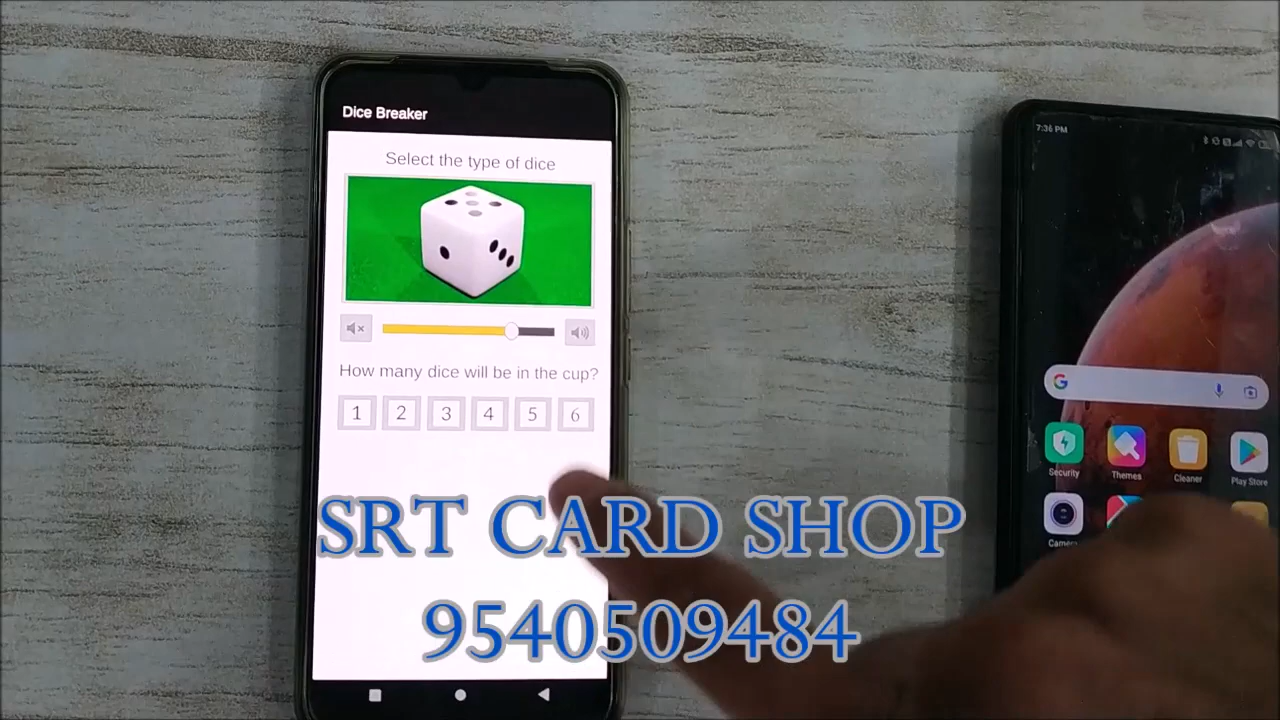 Dice Breaker
Select the type of dice
How many dice will be in the cup?
1 2 3 4 5 6
7:36 PM
G
Security Themes Cleaner Play Store
Camera
SRT CARD SHOP
9540509484